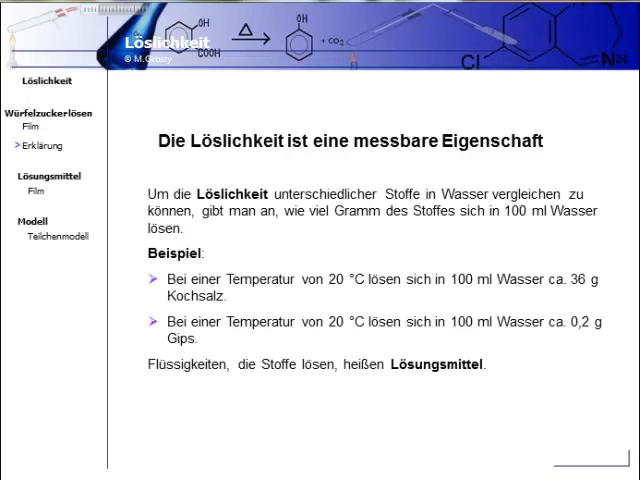 OH
COOH
Δ
OH
+ CO₂
Cl
Löslichkeit
© M.Grosty
Löslichkeit
Würfelzuckerlösen
Film
> Erklärung
Lösungsmittel
Film
Modell
Teilchenmodell
Die Löslichkeit ist eine messbare Eigenschaft
Um die Löslichkeit unterschiedlicher Stoffe in Wasser vergleichen zu
können, gibt man an, wie viel Gramm des Stoffes sich in 100 ml Wasser
lösen.
Beispiel:
Bei einer Temperatur von 20 °C lösen sich in 100 ml Wasser ca. 36 g
Kochsalz.
Bei einer Temperatur von 20 °C lösen sich in 100 ml Wasser ca. 0,2 g
Gips.
Flüssigkeiten, die Stoffe lösen, heißen Lösungsmittel.